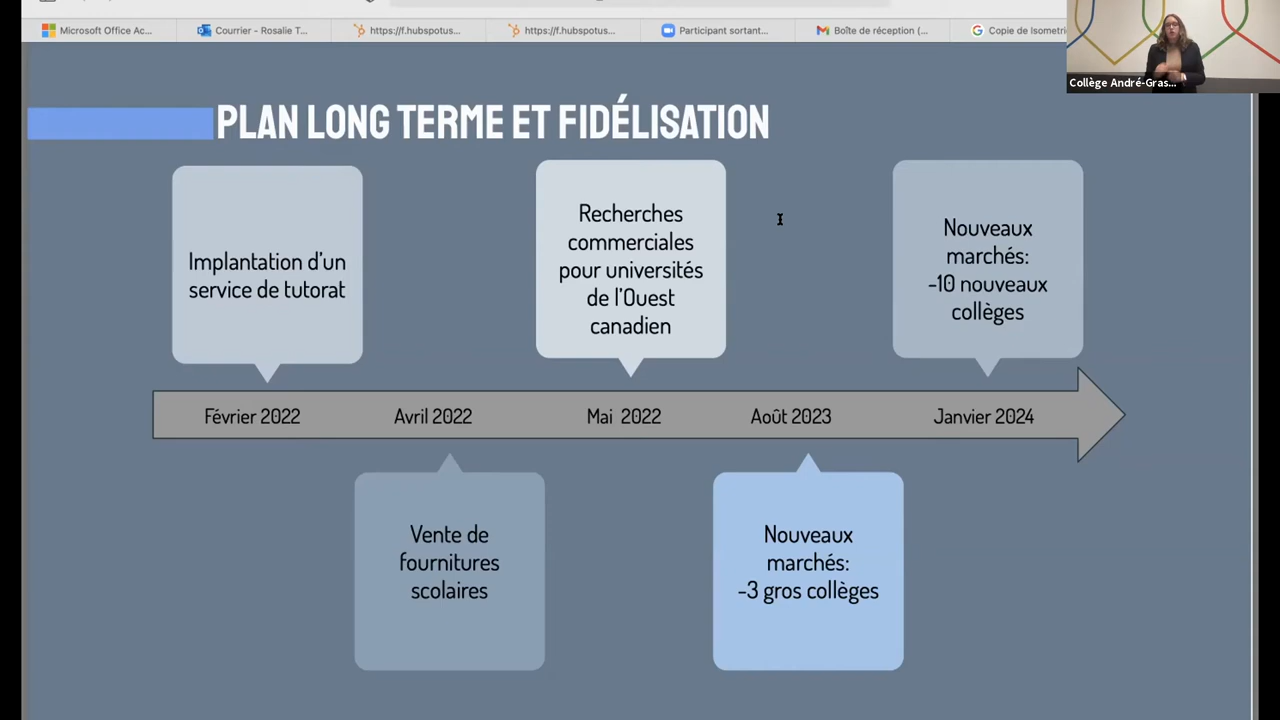 Microsoft Office Ac...
Courrier - Rosalie T...
https://f.hubspotus...
https://f.hubspotus...
Participant sortant...
Boîte de réception (...
Copie de Isometri
Collège André-Gras...
PLAN LONG TERME ET FIDÉLISATION
Implantation d'un
service de tutorat
Recherches
commerciales
pour universités
de l'Ouest
canadien
Nouveaux
marchés:
-10 nouveaux
collèges
Février 2022
Avril 2022
Mai 2022
Août 2023
Janvier 2024
Vente de
fournitures
scolaires
Nouveaux
marchés:
-3 gros collèges